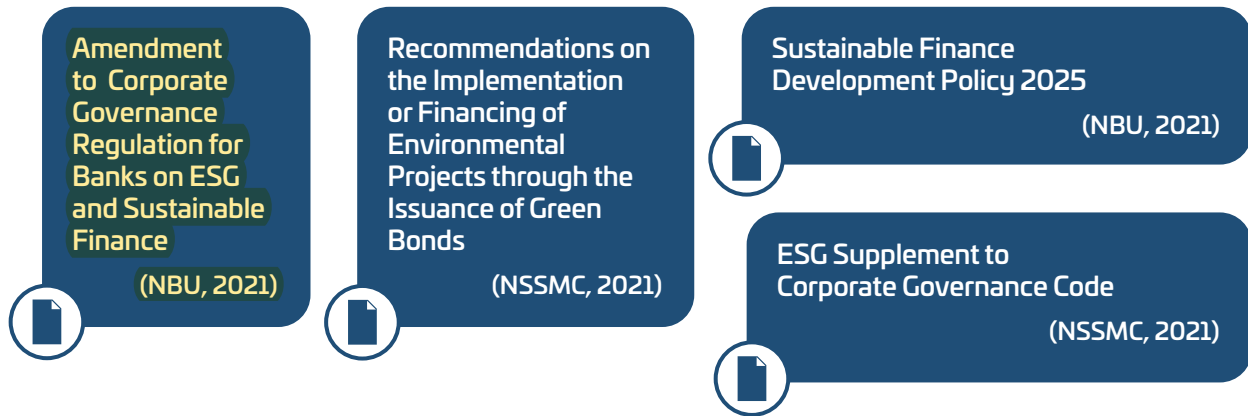 Amendment
to Corporate
Governance
Regulation for
Banks on ESG
and Sustainable
Finance
(NBU, 2021)
Recommendations on
the Implementation
or Financing of
Environmental
Projects through the
Issuance of Green
Bonds
(NSSMC, 2021)
Sustainable Finance
Development Policy 2025
(NBU, 2021)
ESG Supplement to
Corporate Governance Code
(NSSMC, 2021)